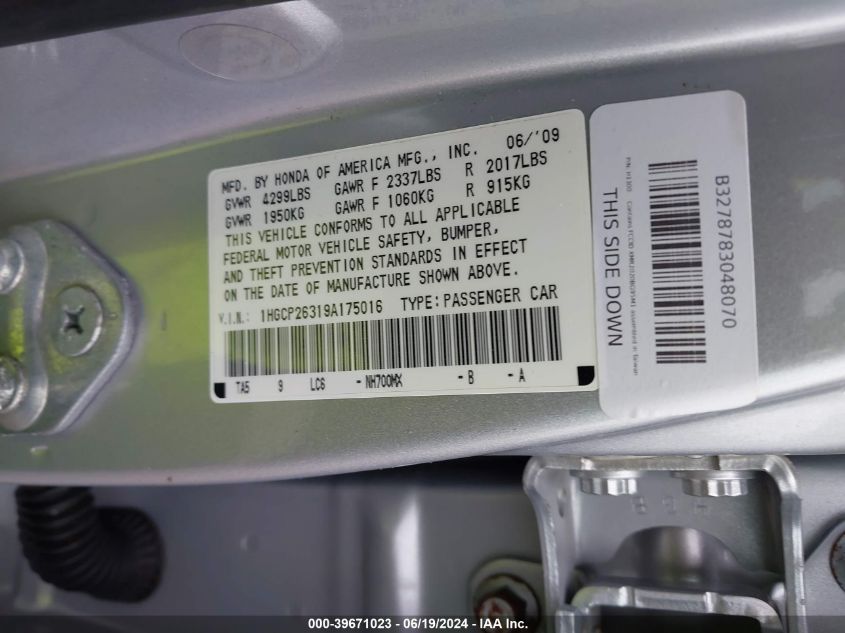 MFD. BY HONDA OF AMERICA MFG., INC. 06/'09
GVWR 4299LBS GAWR F 2337LBS R 2017LBS
GVWR 1950KG GAWR F 1060KG R 915KG
THIS VEHICLE CONFORMS TO ALL APPLICABLE
FEDERAL MOTOR VEHICLE SAFETY, BUMPER,
AND THEFT PREVENTION STANDARDS IN EFFECT
ON THE DATE OF MANUFACTURE SHOWN ABOVE.
V.I.N.: 1HGCP26319A175016 TYPE:PASSENGER CAR
TA5 9 LC6 -NH700MX -B -A
B3278783048070
THIS SIDE DOWN
000-39671023 - 06/19/2024 - IAA Inc.